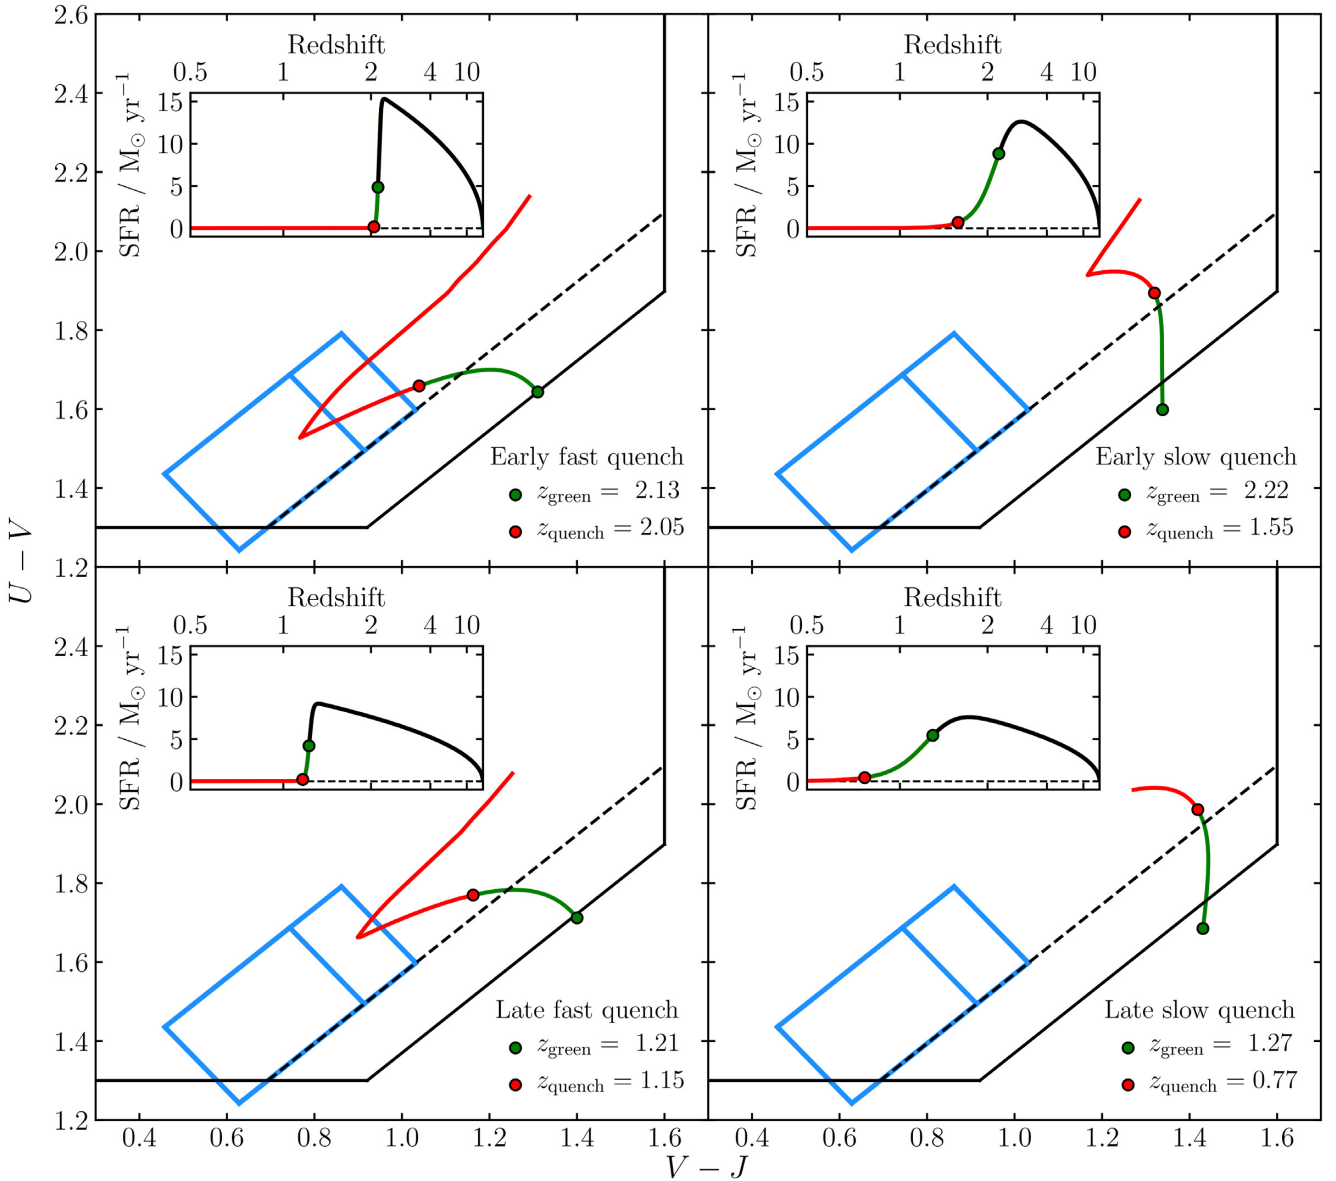 2.6
2.4
2.2
2.0
1.8
1.6
1.4
1.2
U − V
Redshift
0.5 1 2 4 10
SFR / M⊙ yr−1
15
10
5
0
Early fast quench
zgreen = 2.13
zquench = 2.05
Redshift
0.5 1 2 4 10
SFR / M⊙ yr−1
15
10
5
0
Early slow quench
zgreen = 2.22
zquench = 1.55
2.4
2.2
2.0
1.8
1.6
1.4
1.2
Redshift
0.5 1 2 4 10
SFR / M⊙ yr−1
15
10
5
0
Late fast quench
zgreen = 1.21
zquench = 1.15
Redshift
0.5 1 2 4 10
SFR / M⊙ yr−1
15
10
5
0
Late slow quench
zgreen = 1.27
zquench = 0.77
0.4 0.6 0.8 1.0 1.2 1.4 1.6 0.4 0.6 0.8 1.0 1.2 1.4 1.6
V − J